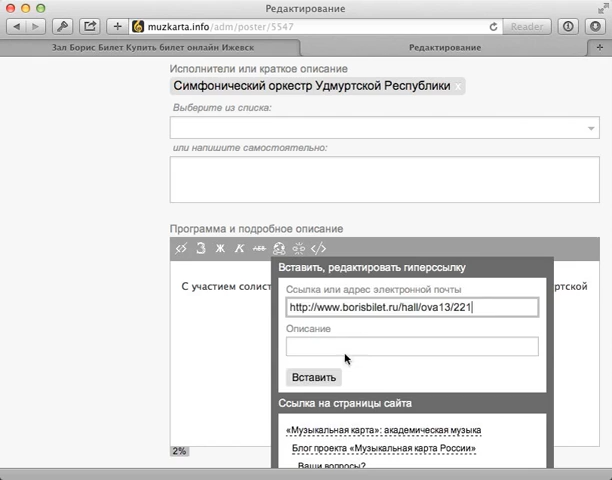 Редактирование
muzkarta.info/adm/poster/5547
Reader
Зал Борис Билет Купить билет онлайн Ижевск
Редактирование
Исполнители или краткое описание
Симфонический оркестр Удмуртской Республики ×
Выберите из списка:
или напишите самостоятельно:
Программа и подробное описание
Ж К ABC </>
Вставить, редактировать гиперссылку
Ссылка или адрес электронной почты
С участием солист
ртской
http://www.borisbilet.ru/hall/ova13/221
Описание
Вставить
Ссылка на страницы сайта
«Музыкальная карта»: академическая музыка
Блог проекта «Музыкальная карта России»
2%
Ваши вопросы?